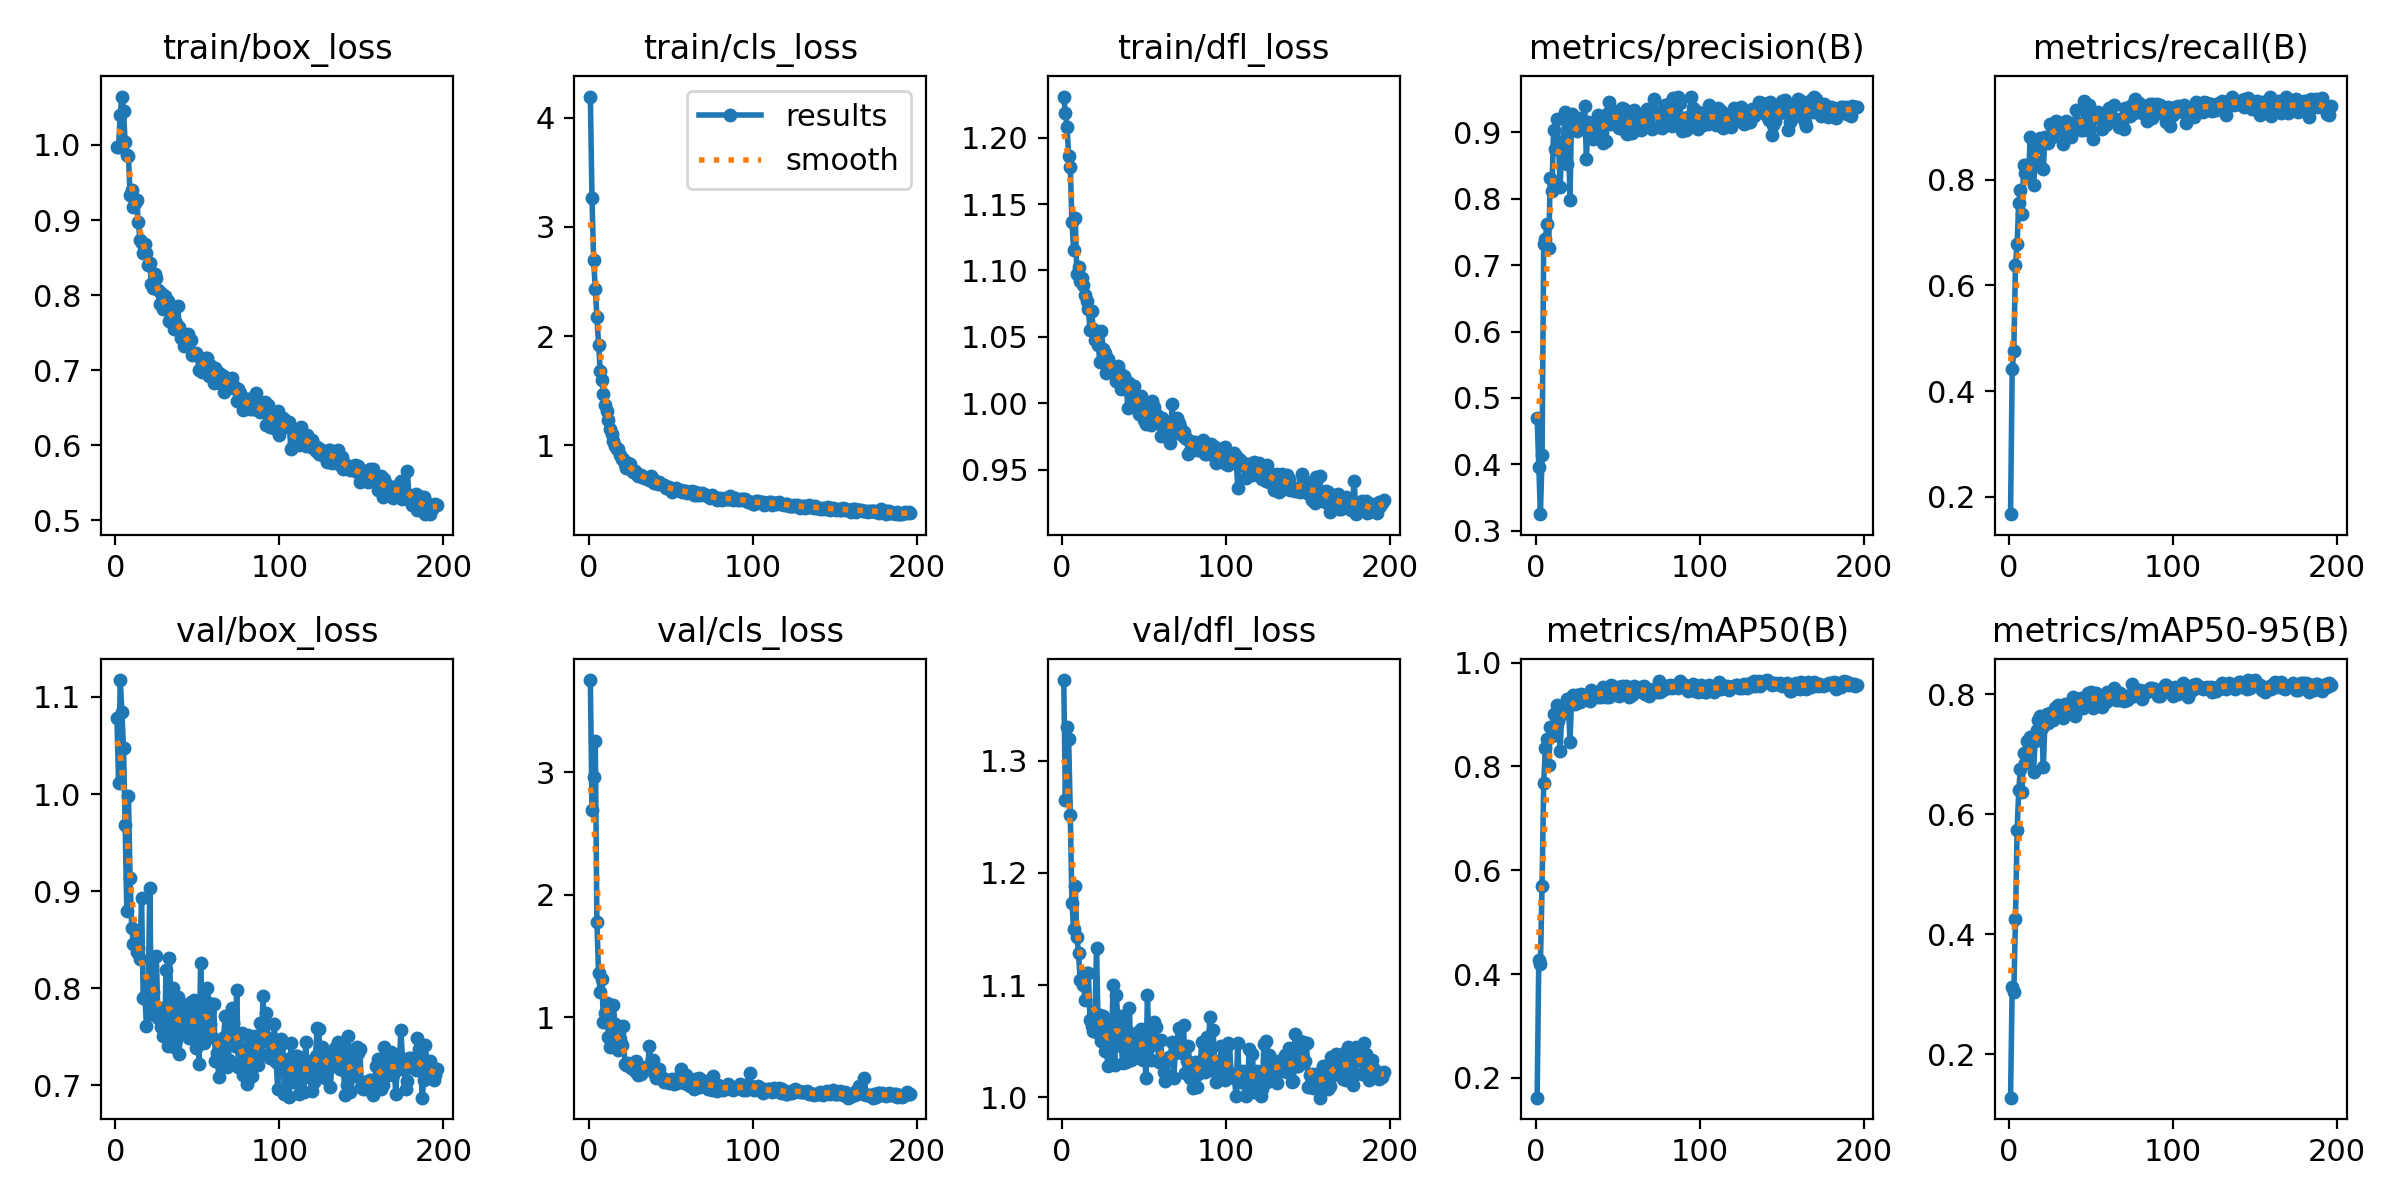 train/box_loss
1.0
0.9
0.8
0.7
0.6
0.5
0 100 200
train/cls_loss
results
smooth
4
3
2
1
0 100 200
train/dfl_loss
1.20
1.15
1.10
1.05
1.00
0.95
0 100 200
metrics/precision(B)
0.9
0.8
0.7
0.6
0.5
0.4
0.3
0 100 200
metrics/recall(B)
0.8
0.6
0.4
0.2
0 100 200
val/box_loss
1.1
1.0
0.9
0.8
0.7
0 100 200
val/cls_loss
3
2
1
0 100 200
val/dfl_loss
1.3
1.2
1.1
1.0
0 100 200
metrics/mAP50(B)
1.0
0.8
0.6
0.4
0.2
0 100 200
metrics/mAP50-95(B)
0.8
0.6
0.4
0.2
0 100 200